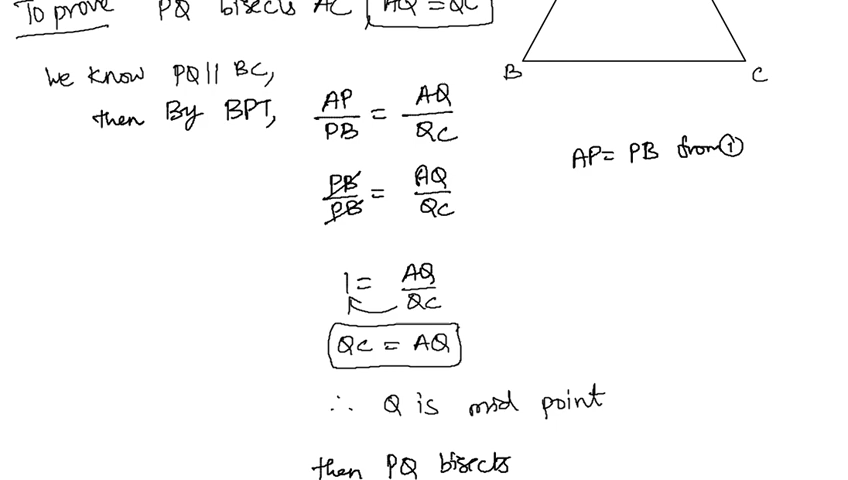 To prove PQ bisects AC, AQ = QC
We know PQ || BC,
then By BPT, AP/PB = AQ/QC
B C
AP = PB from ①
PB/PB = AQ/QC
1 = AQ/QC
QC = AQ
∴ Q is mid point
then PQ bisects